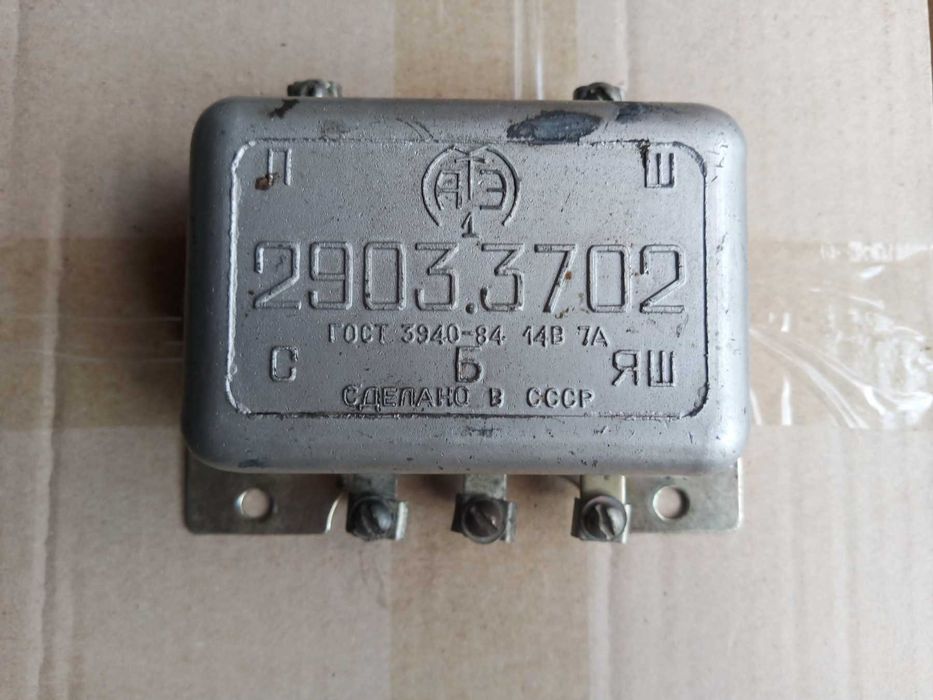 П Ш
АТЭ
1
2903.3702
ГОСТ 3940-84 14В 7А
С Б ЯШ
СДЕЛАНО В СССР